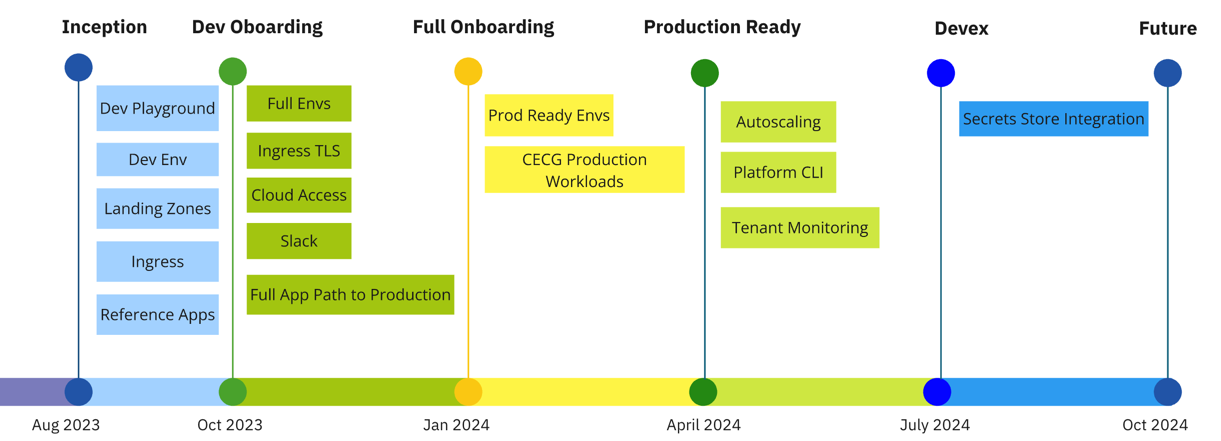 Inception
Dev Oboarding
Full Onboarding
Production Ready
Devex
Future
Dev Playground
Dev Env
Landing Zones
Ingress
Reference Apps
Full Envs
Ingress TLS
Cloud Access
Slack
Full App Path to Production
Prod Ready Envs
CECG Production
Workloads
Autoscaling
Platform CLI
Tenant Monitoring
Secrets Store Integration
Aug 2023
Oct 2023
Jan 2024
April 2024
July 2024
Oct 2024